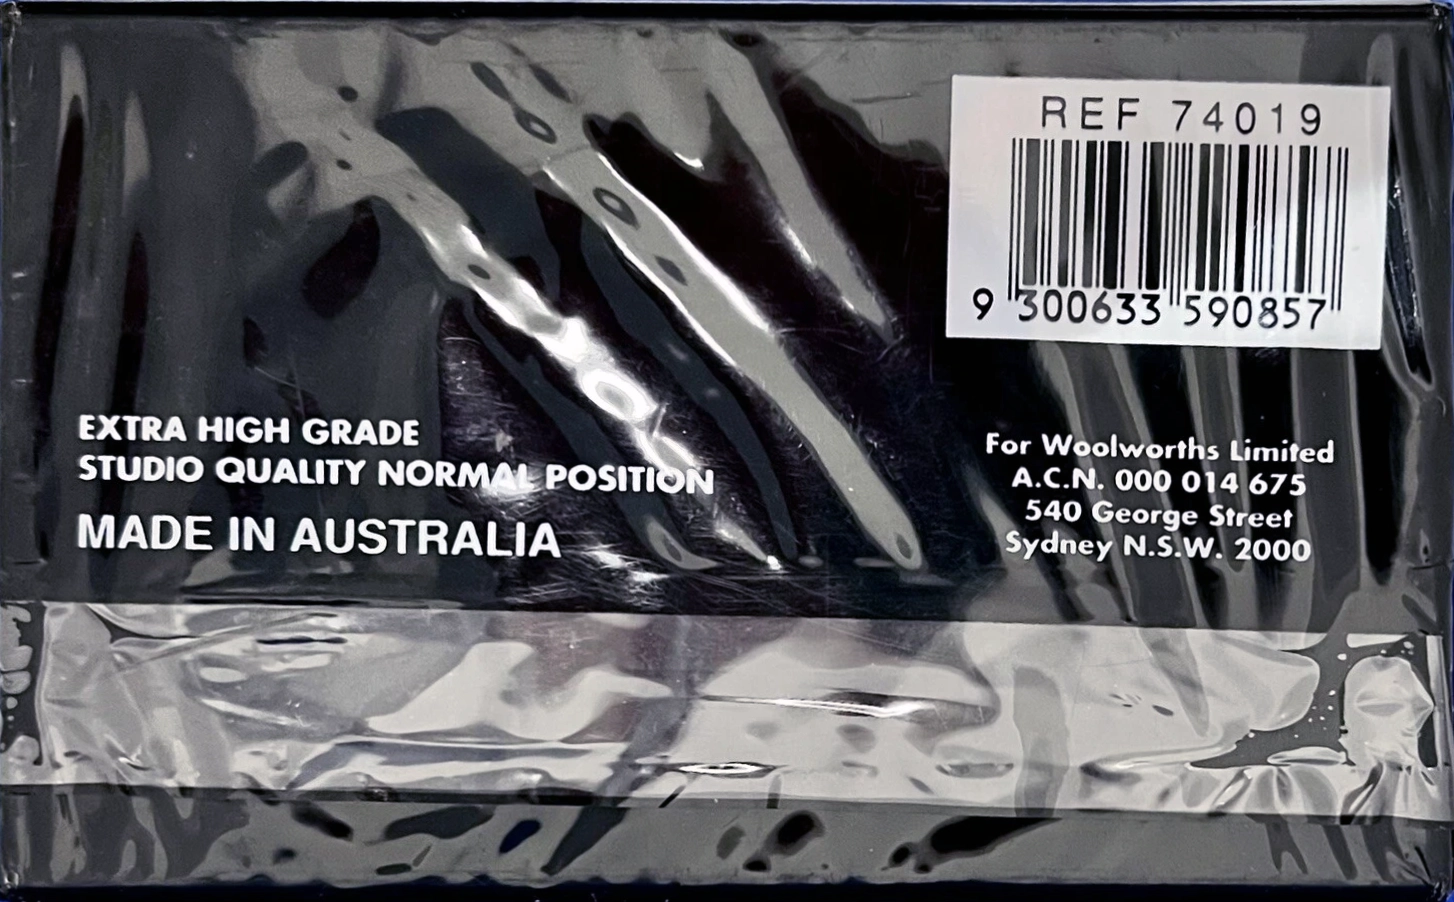 REF 74019
9 300633 590857
EXTRA HIGH GRADE
STUDIO QUALITY NORMAL POSITION
MADE IN AUSTRALIA
For Woolworths Limited
A.C.N. 000 014 675
540 George Street
Sydney N.S.W. 2000